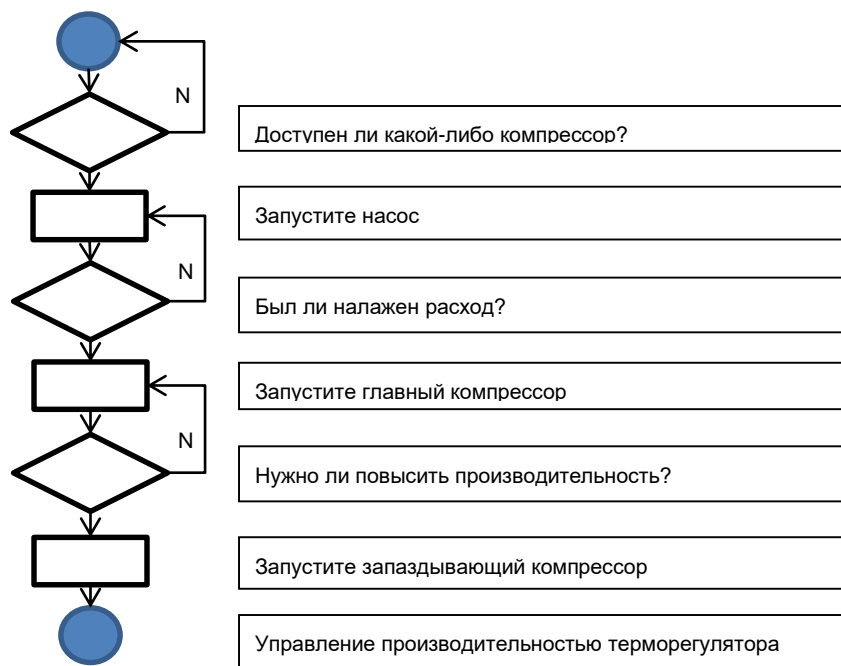 N
Доступен ли какой-либо компрессор?
Запустите насос
N
Был ли налажен расход?
Запустите главный компрессор
N
Нужно ли повысить производительность?
Запустите запаздывающий компрессор
Управление производительностью терморегулятора